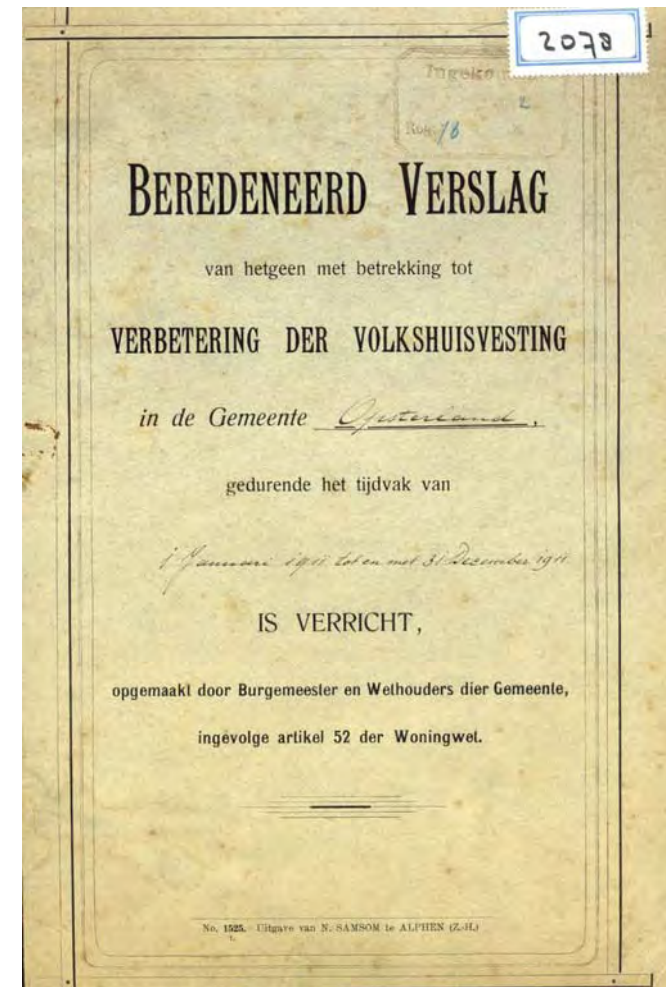 2078
Ingeko
2
18
BEREDENEERD VERSLAG
van hetgeen met betrekking tot
VERBETERING DER VOLKSHUISVESTING
in de Gemeente Opsterland.
gedurende het tijdvak van
1 Januari 1911 tot en met 31 December 1911
IS VERRICHT,
opgemaakt door Burgemeester en Wethouders dier Gemeente,
ingevolge artikel 52 der Woningwet.
No. 1525. Uitgave van N. SAMSOM te ALPHEN (Z.-H.)